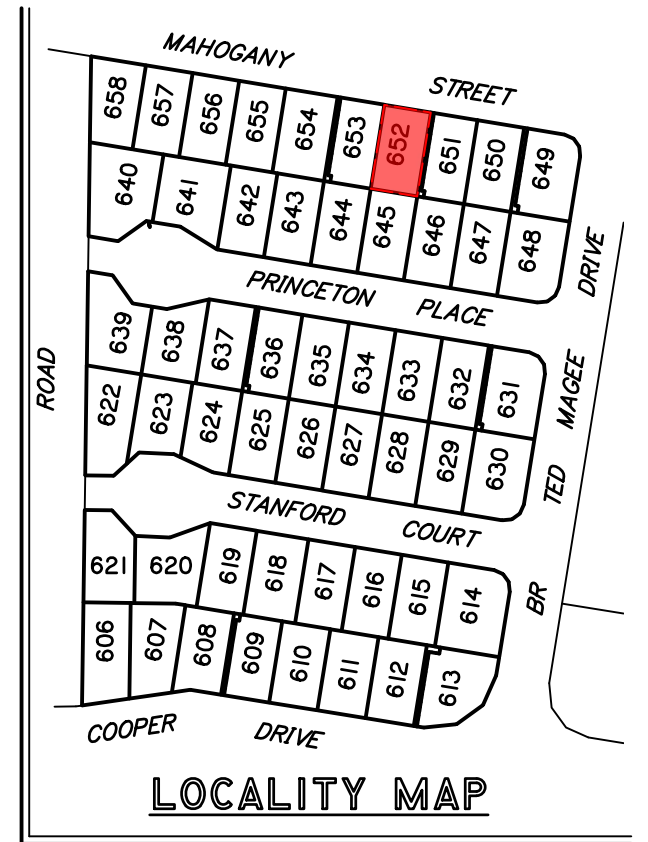 MAHOGANY STREET
658 657 656 655 654 653 652 651 650 649
640 641 642 643 644 645 646 647 648
DRIVE
PRINCETON PLACE
639 638 637 636 635 634 633 632 631
ROAD
MAGEE
622 623 624 625 626 627 628 629 630
TED
STANFORD COURT
621 620 619 618 617 616 615 614
BR
606 607 608 609 610 611 612 613
COOPER DRIVE
LOCALITY MAP